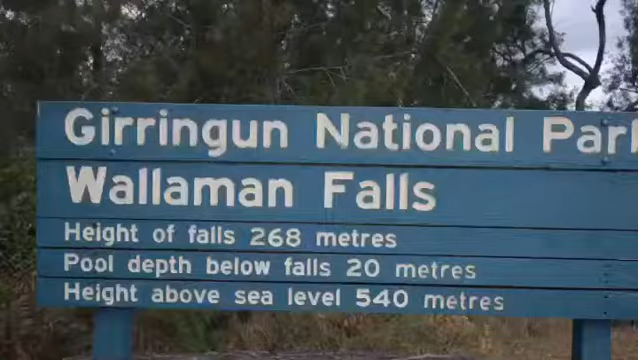 Girringun National Park
Wallaman Falls
Height of falls 268 metres
Pool depth below falls 20 metres
Height above sea level 540 metres